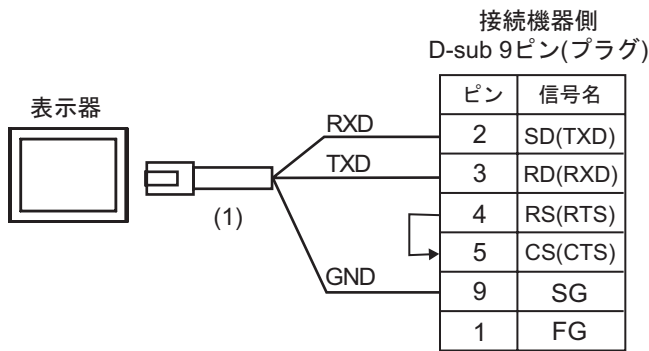 接続機器側
D-sub 9ピン(プラグ)
表示器
(1)
RXD
TXD
GND
ピン 信号名
2 SD(TXD)
3 RD(RXD)
4 RS(RTS)
5 CS(CTS)
9 SG
1 FG